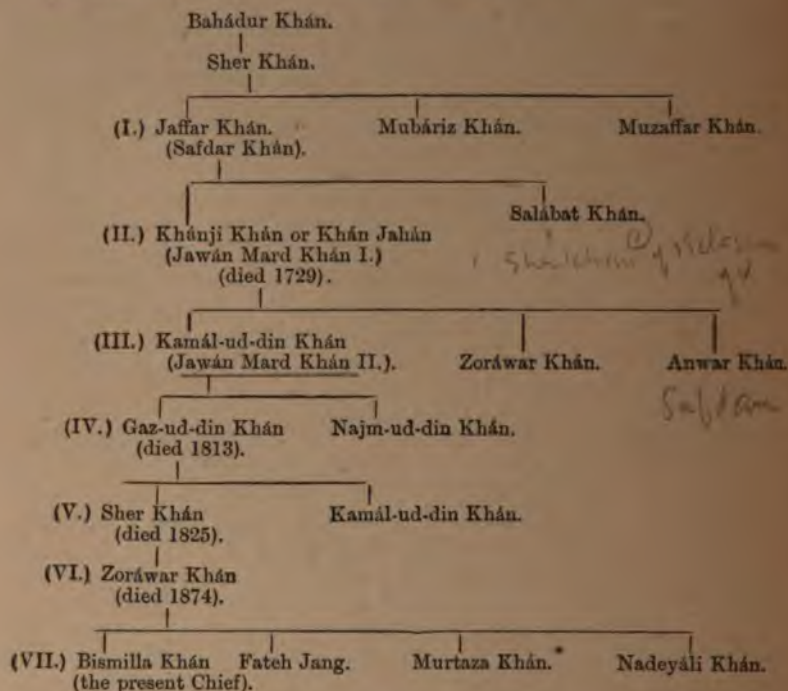 Bahádur Khán.
Sher Khán.
(I.) Jaffar Khán. Mubáriz Khán. Muzaffar Khán.
(Safdar Khán).
Salábat Khán.
(II.) Khánji Khán or Khán Jahán
(Jawán Mard Khán I.)
(died 1729).
(III.) Kamál-ud-din Khán Zoráwar Khán. Anwar Khán.
(Jawán Mard Khán II.).
Safdar
(IV.) Gaz-ud-din Khán Najm-ud-din Khán.
(died 1813).
(V.) Sher Khán Kamál-ud-din Khán.
(died 1825).
(VI.) Zoráwar Khán
(died 1874).
(VII.) Bismilla Khán Fateh Jang. Murtaza Khán.* Nadeyáli Khán.
(the present Chief).